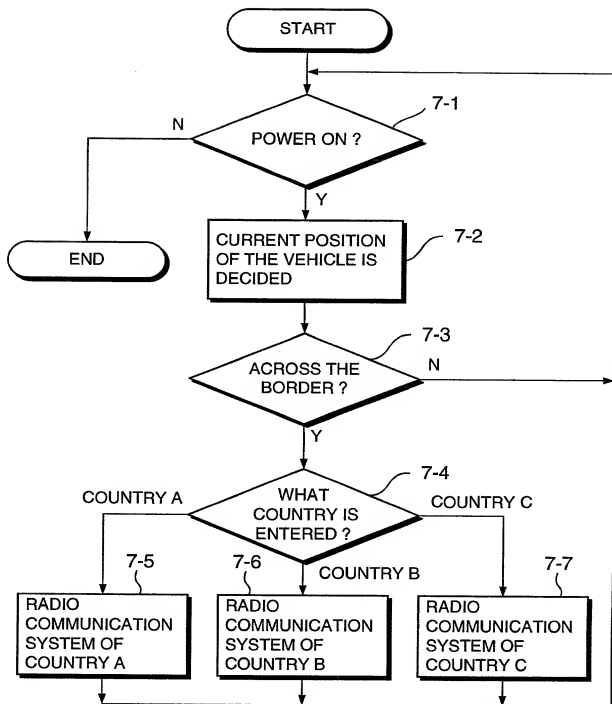 START
7-1
N
POWER ON ?
Y
CURRENT POSITION
OF THE VEHICLE IS
DECIDED
7-2
END
7-3
ACROSS THE
BORDER ?
N
Y
7-4
COUNTRY A
WHAT
COUNTRY IS
ENTERED ?
COUNTRY C
COUNTRY B
7-5
7-6
7-7
RADIO
COMMUNICATION
SYSTEM OF
COUNTRY A
RADIO
COMMUNICATION
SYSTEM OF
COUNTRY B
RADIO
COMMUNICATION
SYSTEM OF
COUNTRY C